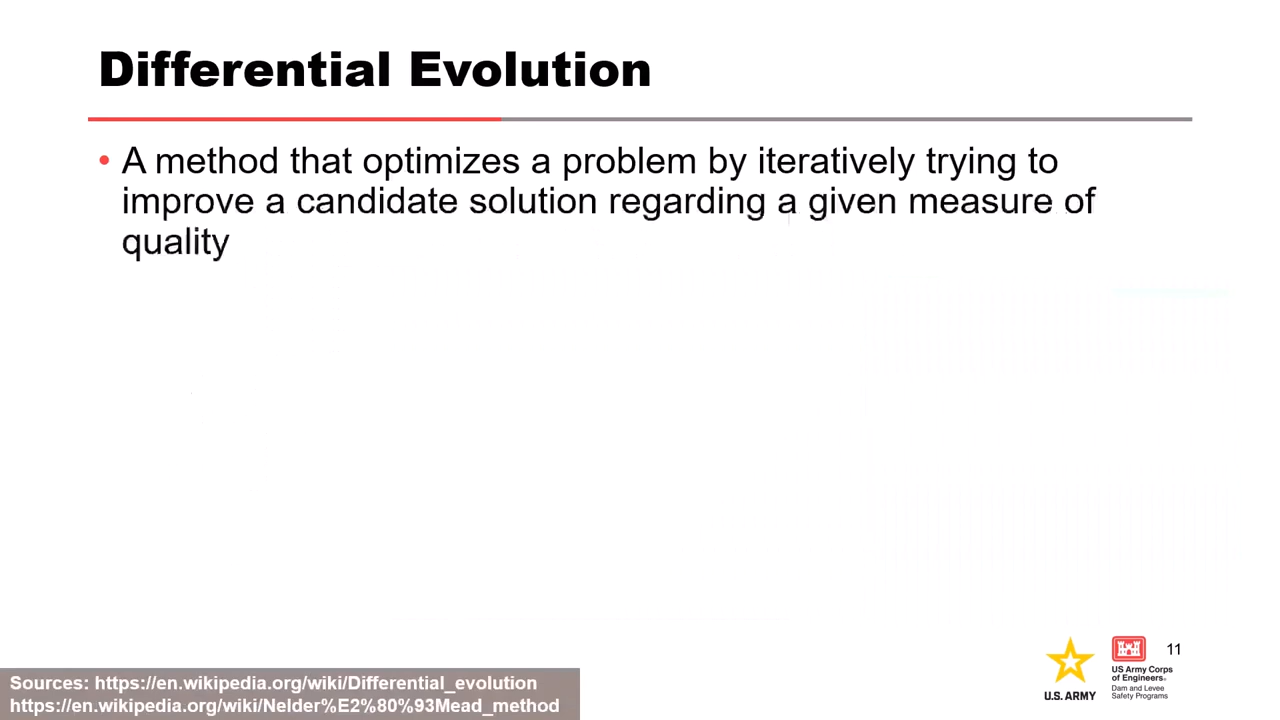 Differential Evolution
• A method that optimizes a problem by iteratively trying to
improve a candidate solution regarding a given measure of
quality
11
U.S. ARMY
US Army Corps
of Engineers®
Dam and Levee
Safety Programs
Sources: https://en.wikipedia.org/wiki/Differential_evolution
https://en.wikipedia.org/wiki/Nelder%E2%80%93Mead_method